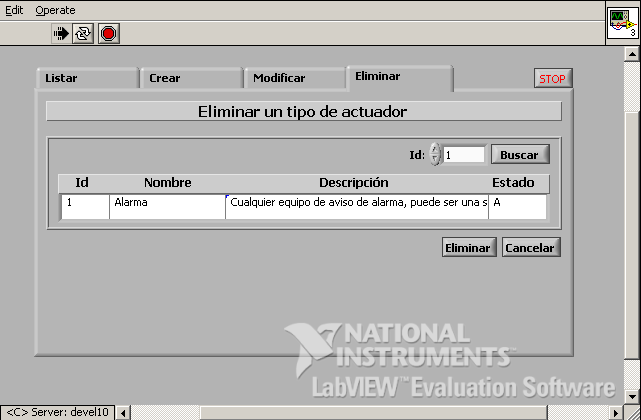 Edit Operate
3
Listar Crear Modificar Eliminar STOP
Eliminar un tipo de actuador
Id: 1 Buscar
Id Nombre Descripción Estado
1 Alarma Cualquier equipo de aviso de alarma, puede ser una s A
Eliminar Cancelar
NATIONAL
INSTRUMENTS
LabVIEW™ Evaluation Software
<C> Server: devel10